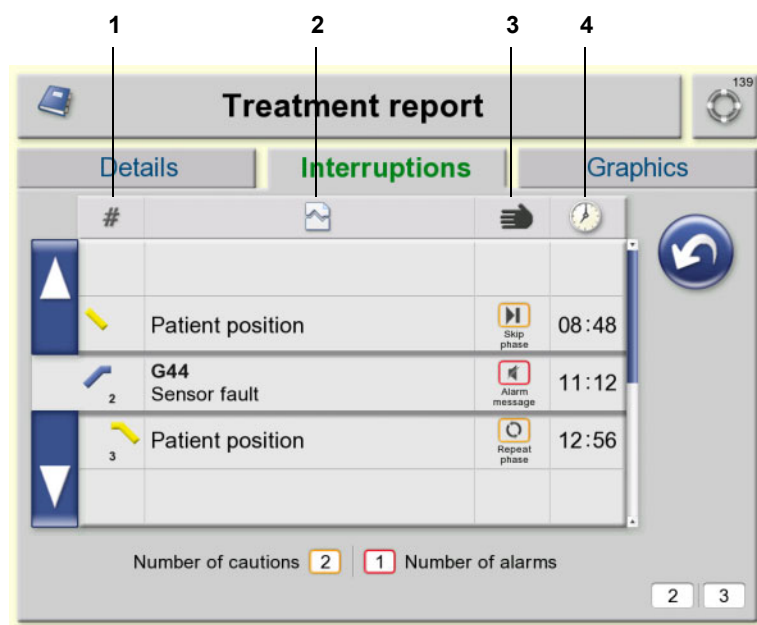 1 2 3 4
Treatment report
139
Details Interruptions Graphics
#
Patient position Skip phase 08:48
2 G44 Sensor fault Alarm message 11:12
3 Patient position Repeat phase 12:56
Number of cautions 2 1 Number of alarms
2 3